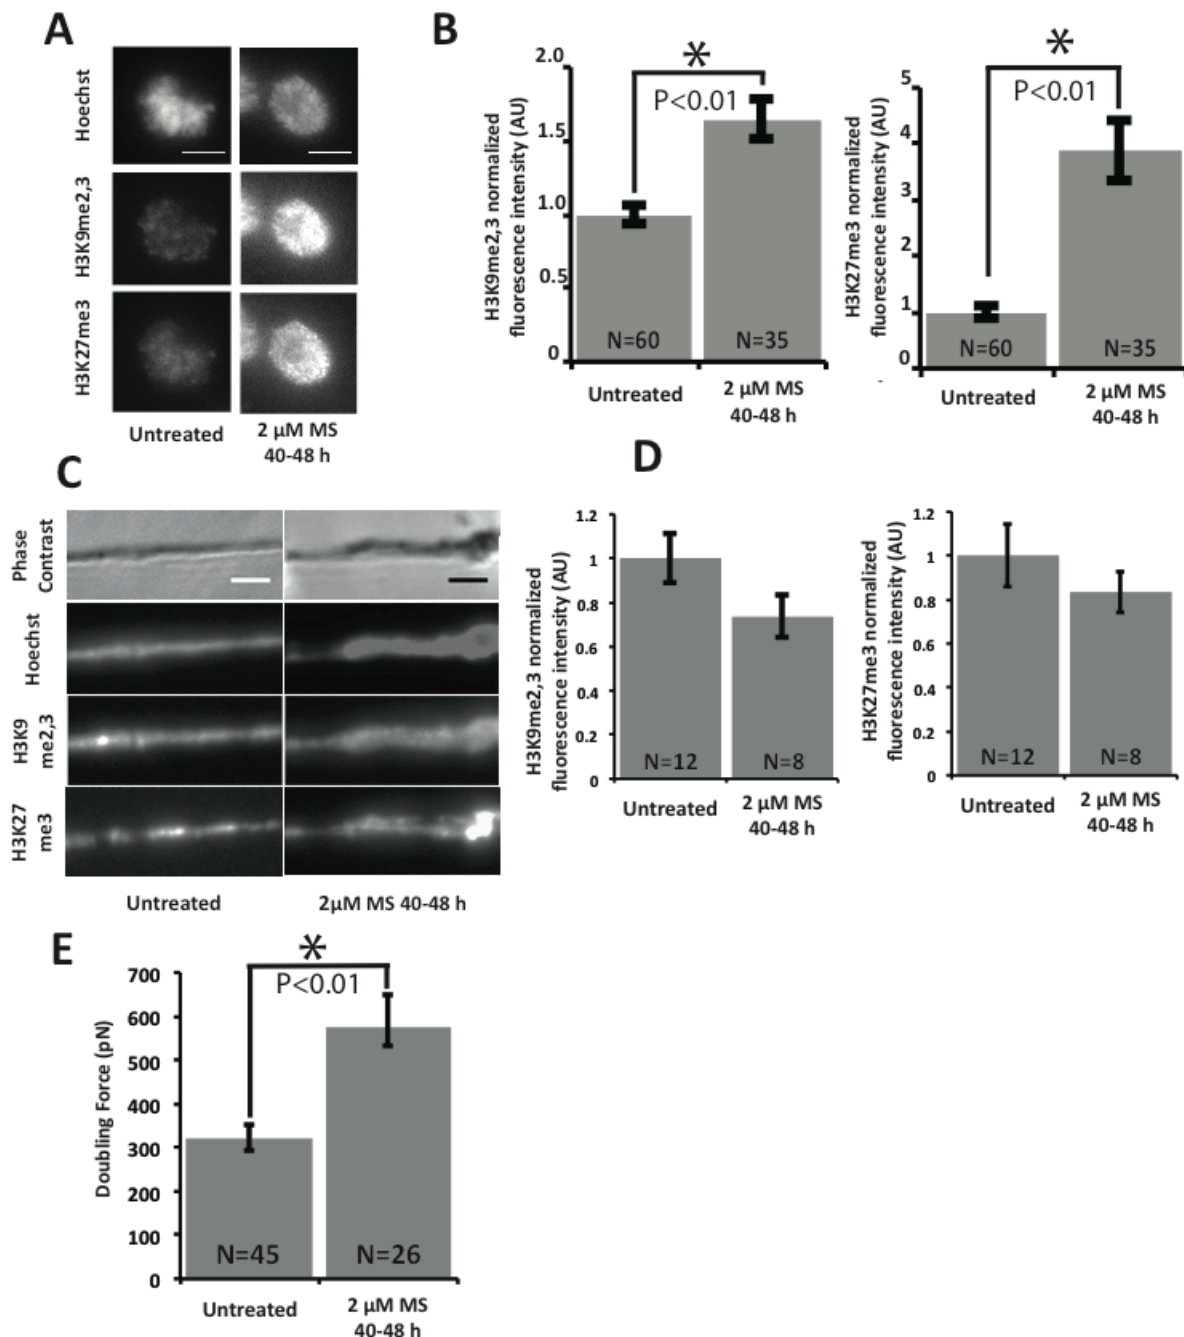 A
Hoechst
H3K9me2,3
H3K27me3
Untreated
2 µM MS
40-48 h
B
H3K9me2,3 normalized
fluorescence intensity (AU)
2.0
1.5
1.0
0.5
0
*
P<0.01
N=60
N=35
Untreated
2 µM MS
40-48 h
H3K27me3 normalized
fluorescence intensity (AU)
5
4
3
2
1
0
*
P<0.01
N=60
N=35
Untreated
2 µM MS
40-48 h
C
Phase
Contrast
Hoechst
H3K9
me2,3
H3K27
me3
Untreated
2µM MS 40-48 h
D
H3K9me2,3 normalized
fluorescence intensity (AU)
1.2
1
0.8
0.6
0.4
0.2
0
N=12
N=8
Untreated
2 µM MS
40-48 h
H3K27me3 normalized
fluorescence intensity (AU)
1.2
1
0.8
0.6
0.4
0.2
0
N=12
N=8
Untreated
2 µM MS
40-48 h
E
Doubling Force (pN)
700
600
500
400
300
200
100
0
*
P<0.01
N=45
N=26
Untreated
2 µM MS
40-48 h